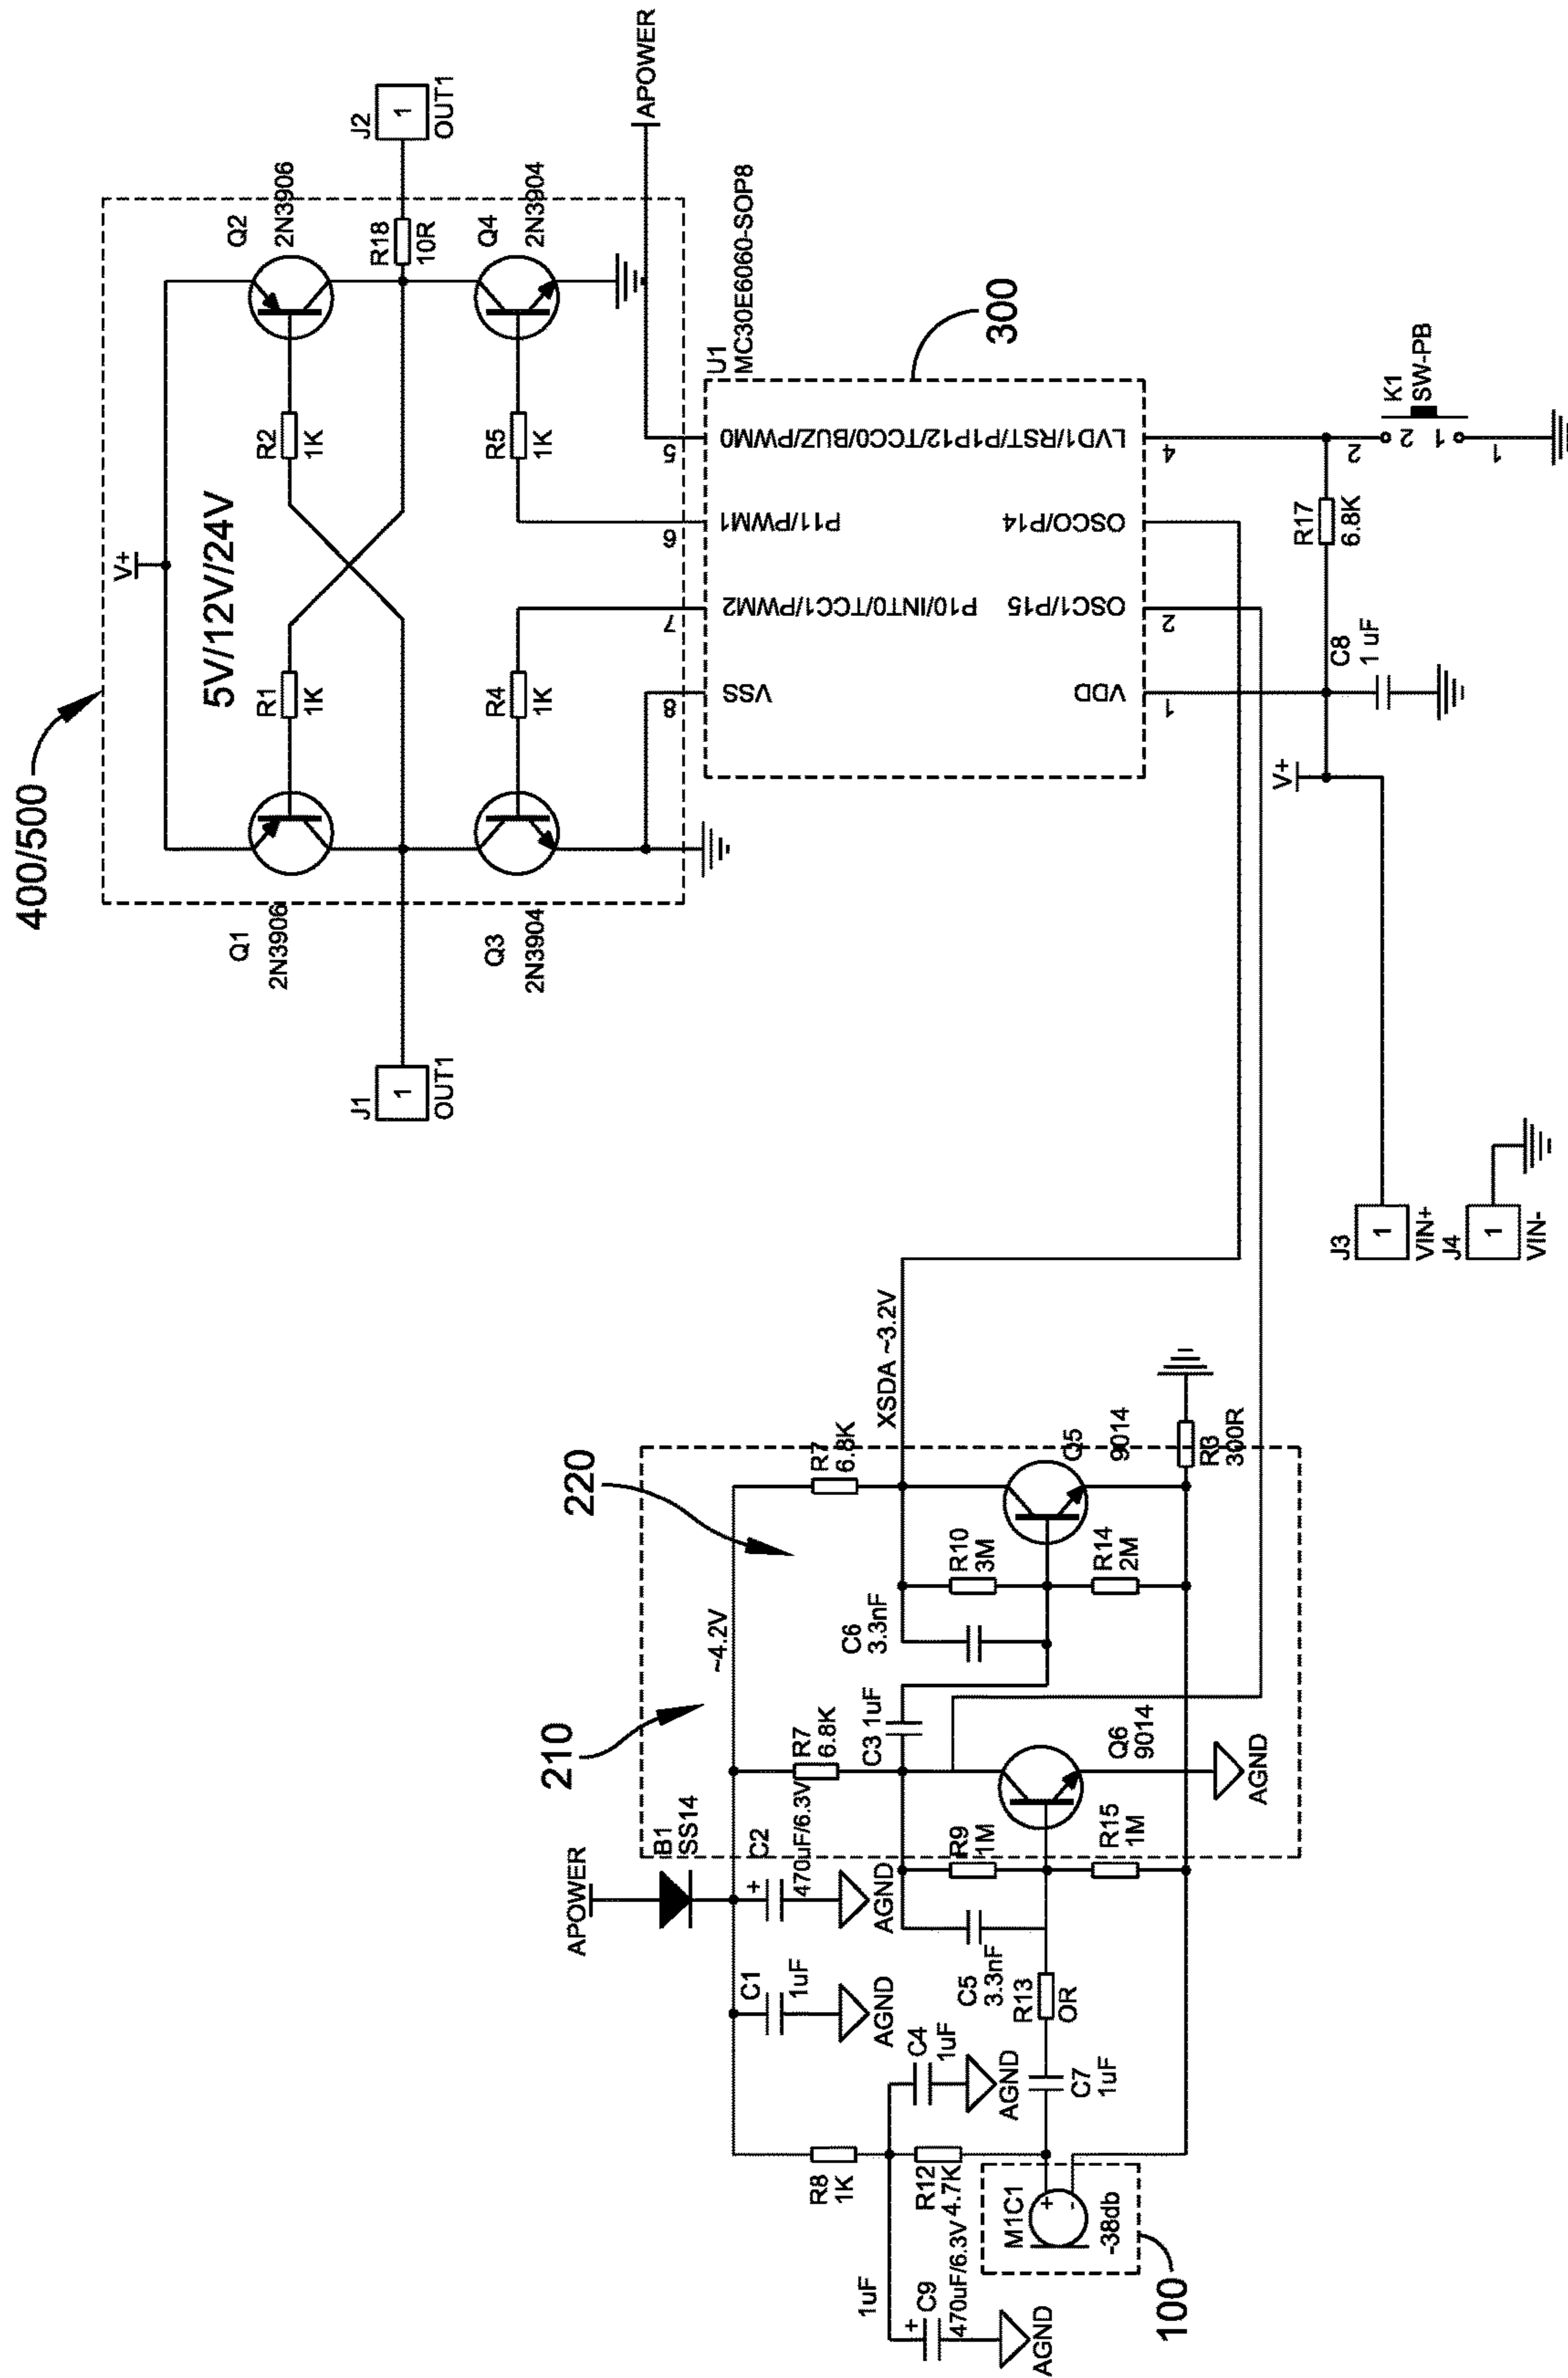 400/500
V+
5V/12V/24V
Q1
2N3906
R1
1K
R2
1K
Q2
2N3906
J1
1
OUT1
R18
10R
J2
1
OUT1
Q3
2N3904
R4
1K
R5
1K
Q4
2N3904
APOWER
8
7
6
5
U1
MC30E6060-SOP8
VSS
P10/INT0/TCC1/PWM2
P11/PWM1
LVD1/RST/P1P12/TCC0/BUZ/PWM0
VDD
OSC1/P15
OSCO/P14
300
1
2
4
V+
C8
1 uF
R17
6.8K
2
2
1
1
K1
SW-PB
J3
1
VIN+
J4
1
VIN-
210
220
APOWER
B1
SS14
~4.2V
C1
1uF
AGND
C2
+
470uF/6.3V
AGND
R7
6.8K
R7
6.8K
XSDA ~3.2V
R8
1K
C4
1uF
AGND
C3 1uF
C6
3.3nF
R10
3M
1uF
+
C9
470uF/6.3V
AGND
R12
4.7K
C5
3.3nF
R9
1M
R13
OR
C7
1uF
R15
1M
Q6
9014
AGND
R14
2M
Q5
9014
R3
300R
M1C1
+
-
-38db
100